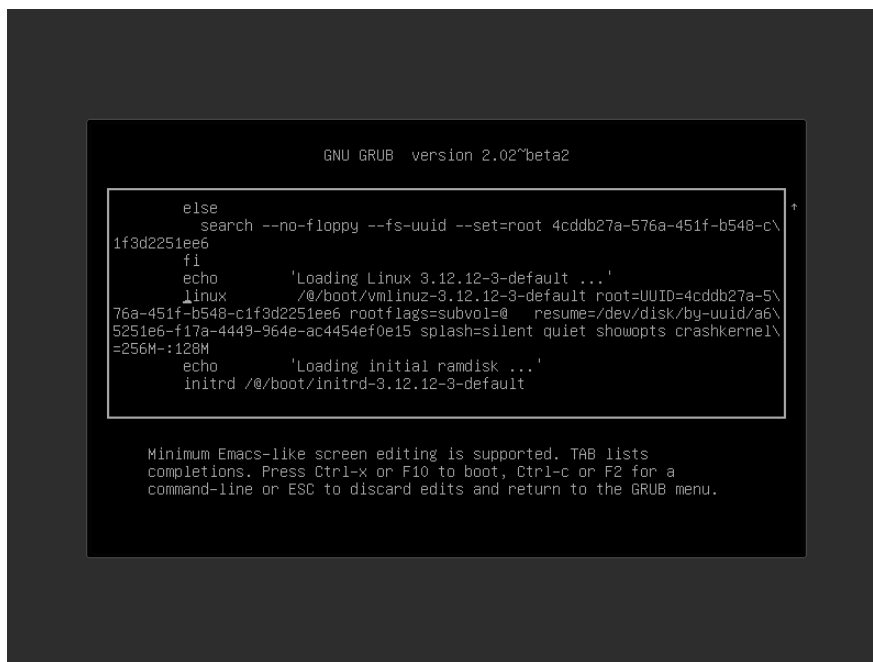 GNU GRUB  version 2.02~beta2
else
search --no-floppy --fs-uuid --set=root 4cddb27a-576a-451f-b548-c\
1f3d2251ee6
fi
echo        'Loading Linux 3.12.12-3-default ...'
linux        /@/boot/vmlinuz-3.12.12-3-default root=UUID=4cddb27a-5\
76a-451f-b548-c1f3d2251ee6 rootflags=subvol=@   resume=/dev/disk/by-uuid/a6\
5251e6-f17a-4449-964e-ac4454ef0e15 splash=silent quiet showopts crashkernel\
=256M-:128M
echo        'Loading initial ramdisk ...'
initrd /@/boot/initrd-3.12.12-3-default
Minimum Emacs-like screen editing is supported. TAB lists
completions. Press Ctrl-x or F10 to boot, Ctrl-c or F2 for a
command-line or ESC to discard edits and return to the GRUB menu.